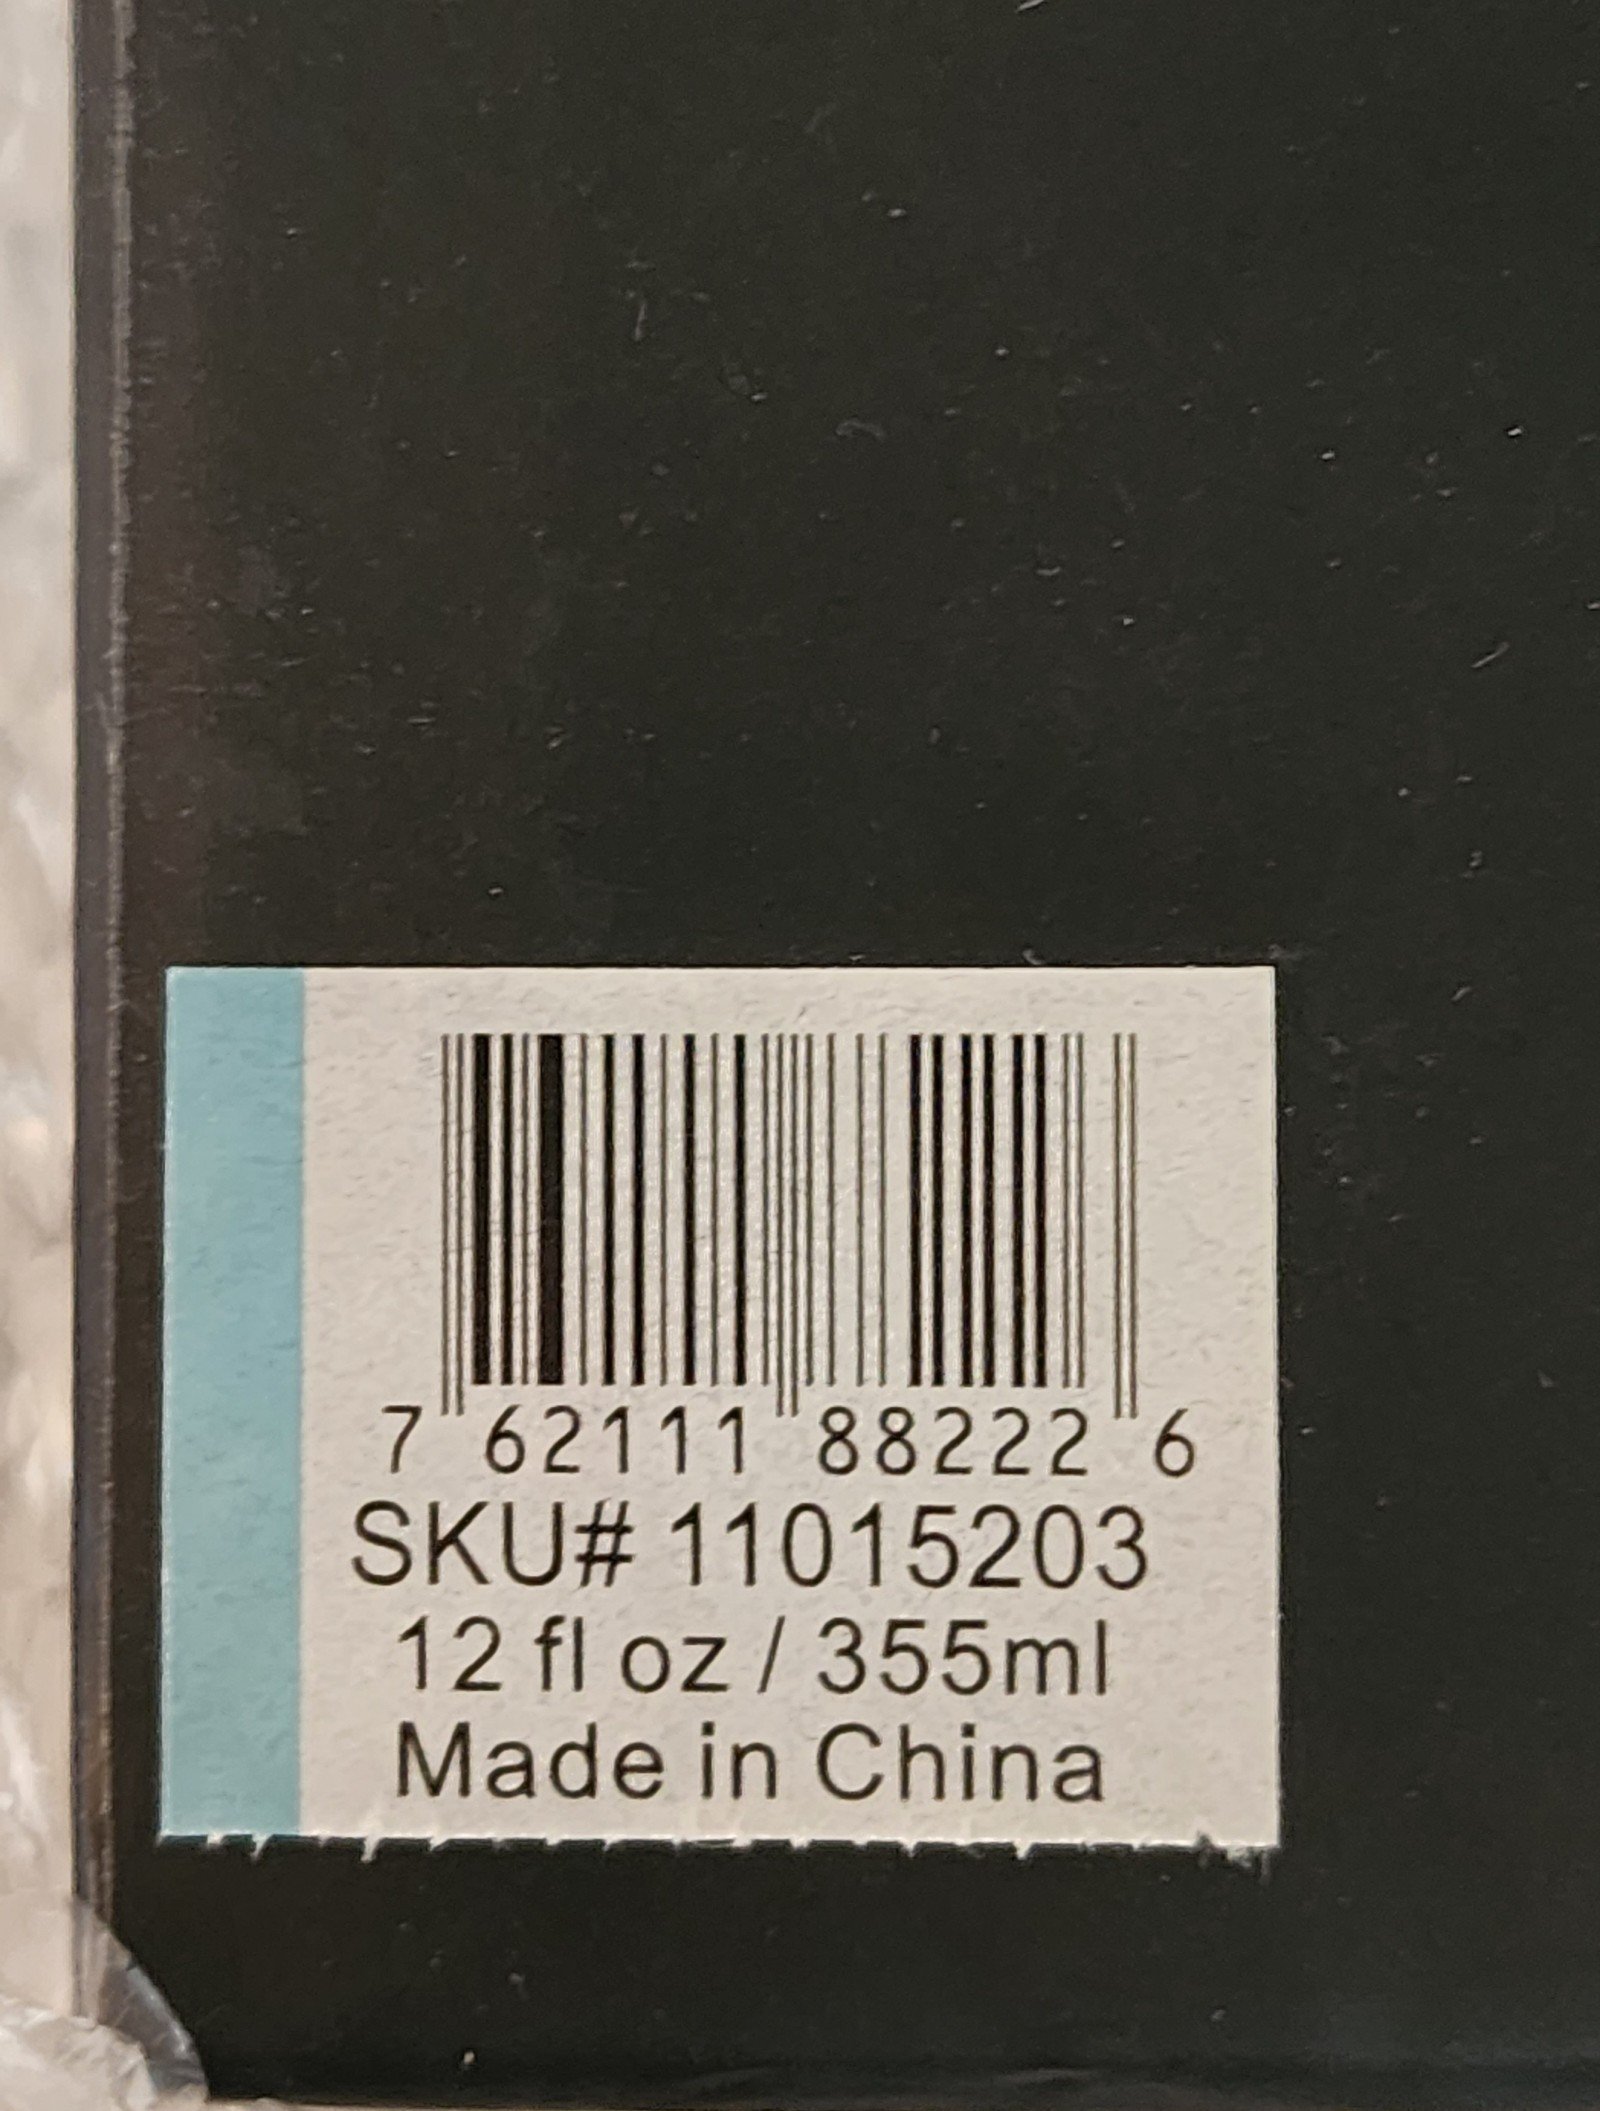 7 62111 88222 6
SKU# 11015203
12 fl oz / 355ml
Made in China